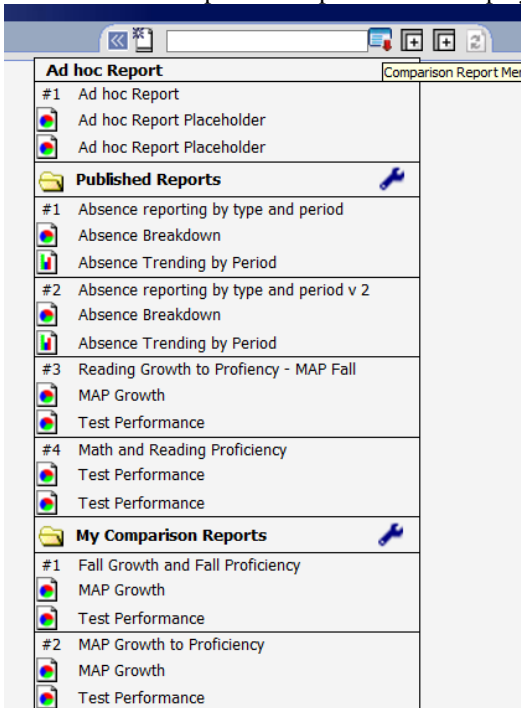 Ad hoc Report
Comparison Report Mer
#1 Ad hoc Report
Ad hoc Report Placeholder
Ad hoc Report Placeholder
Published Reports
#1 Absence reporting by type and period
Absence Breakdown
Absence Trending by Period
#2 Absence reporting by type and period v 2
Absence Breakdown
Absence Trending by Period
#3 Reading Growth to Profiency - MAP Fall
MAP Growth
Test Performance
#4 Math and Reading Proficiency
Test Performance
Test Performance
My Comparison Reports
#1 Fall Growth and Fall Proficiency
MAP Growth
Test Performance
#2 MAP Growth to Proficiency
MAP Growth
Test Performance